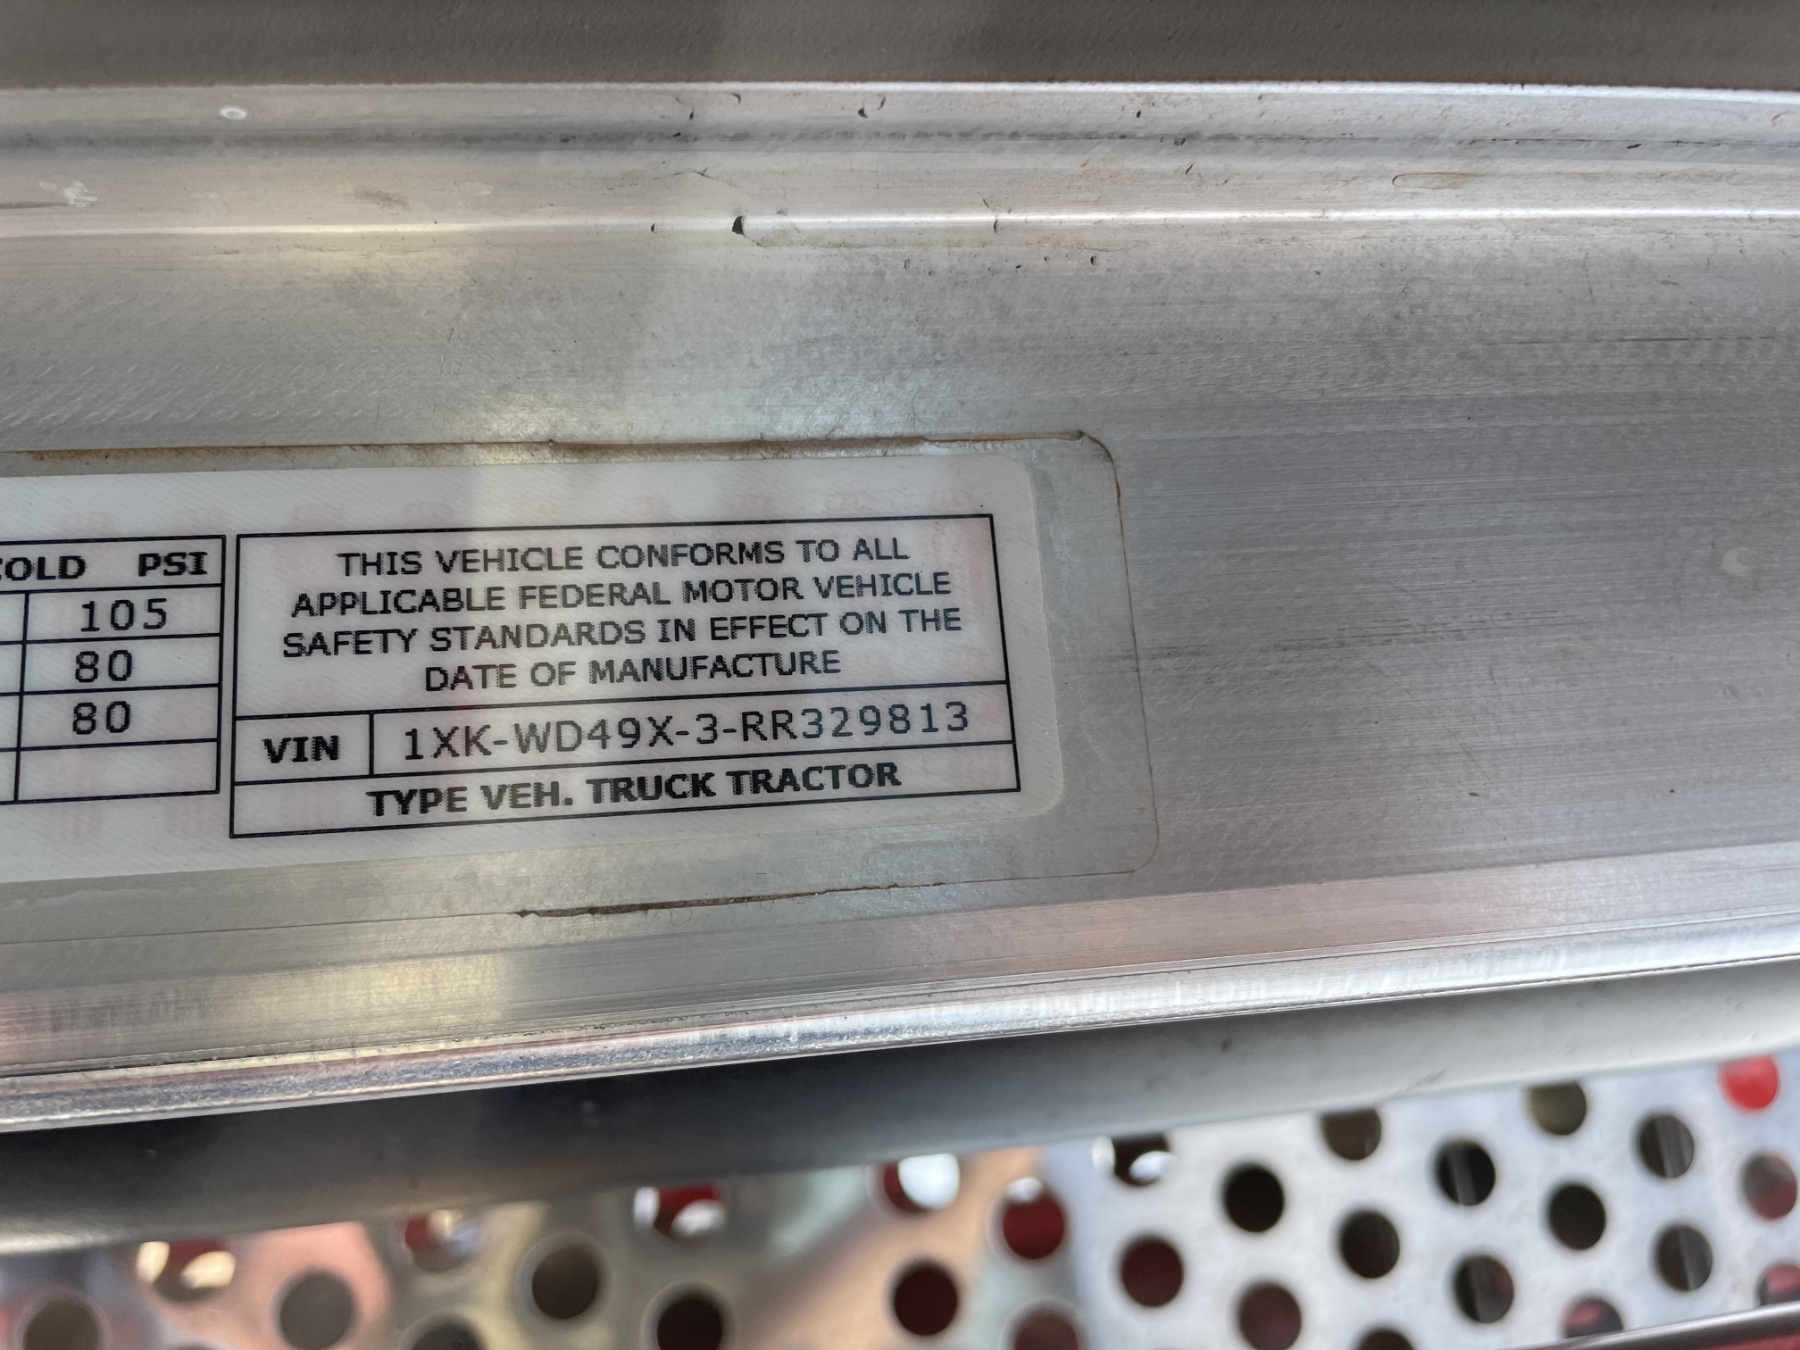 COLD PSI
105
80
80
THIS VEHICLE CONFORMS TO ALL
APPLICABLE FEDERAL MOTOR VEHICLE
SAFETY STANDARDS IN EFFECT ON THE
DATE OF MANUFACTURE
VIN 1XK-WD49X-3-RR329813
TYPE VEH. TRUCK TRACTOR